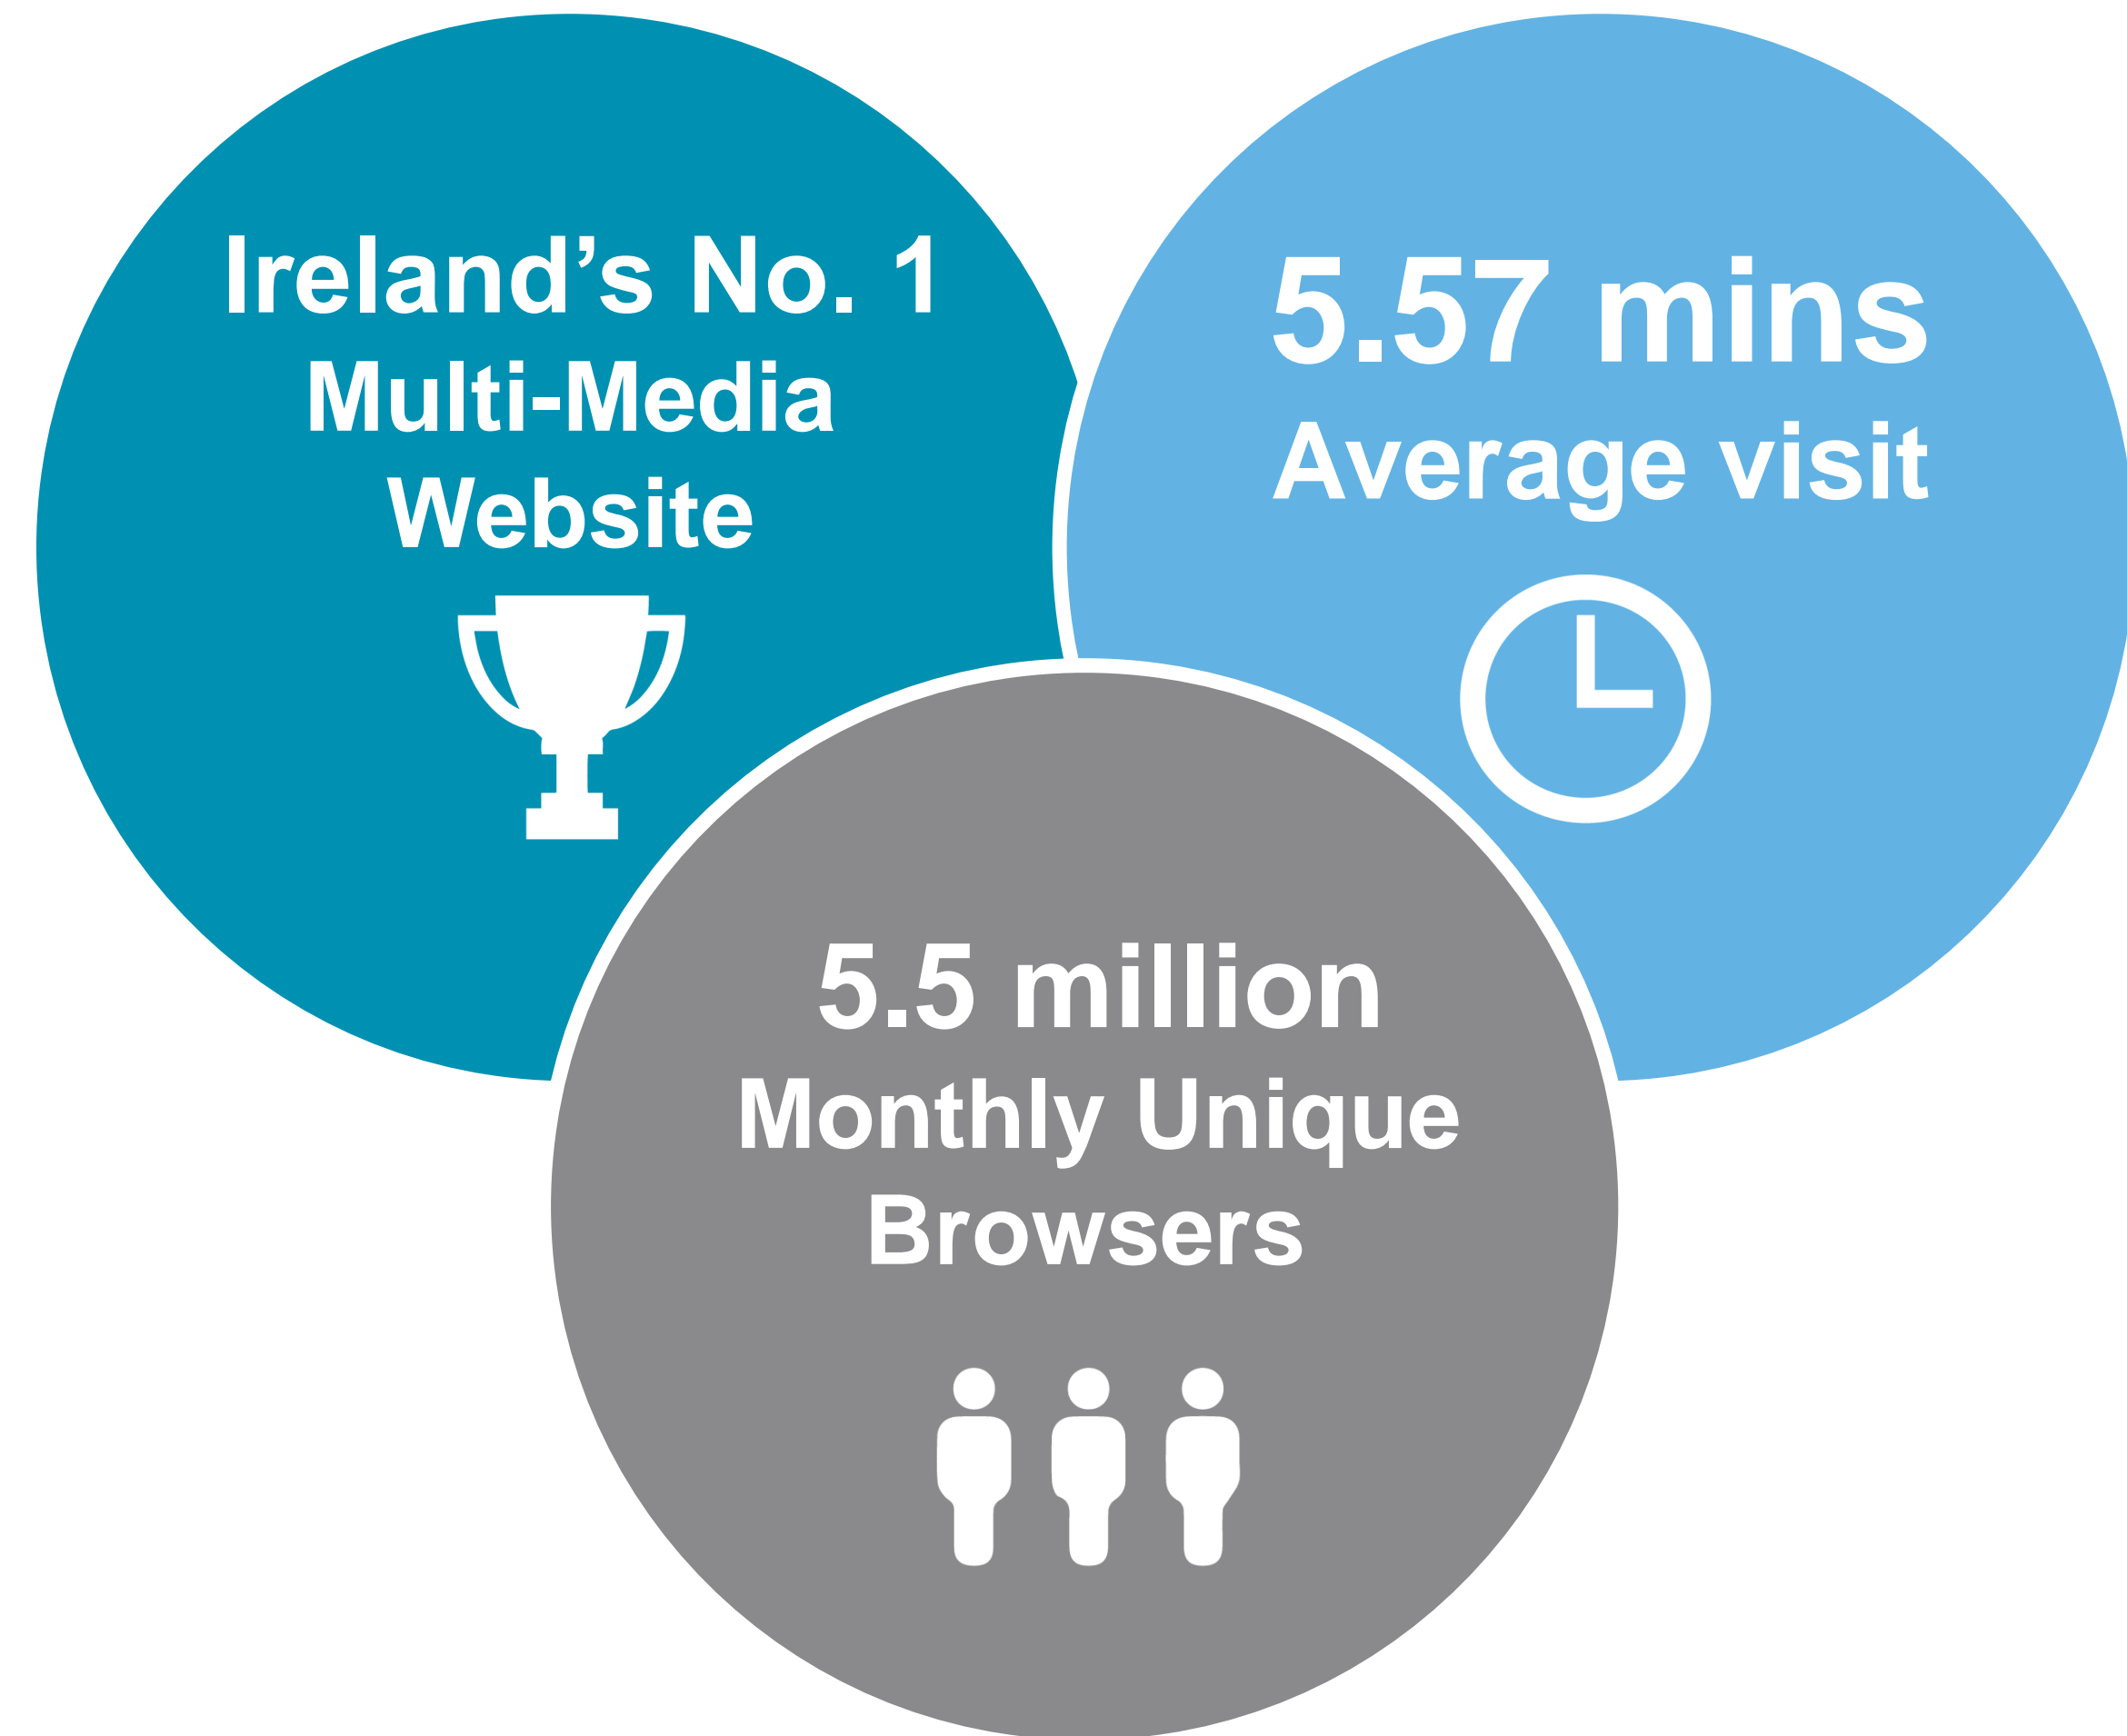 Ireland’s No. 1
Multi-Media
Website
5.57 mins
Average visit
5.5 million
Monthly Unique
Browsers